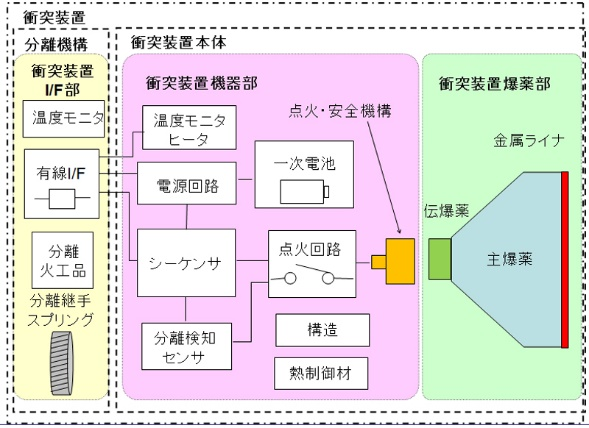 衝突装置
分離機構
衝突装置本体
衝突装置
I/F部
温度モニタ
有線I/F
分離
火工品
分離継手
スプリング
衝突装置機器部
温度モニタ
ヒータ
電源回路
一次電池
点火・安全機構
シーケンサ
点火回路
分離検知
センサ
構造
熱制御材
衝突装置爆薬部
金属ライナ
伝爆薬
主爆薬